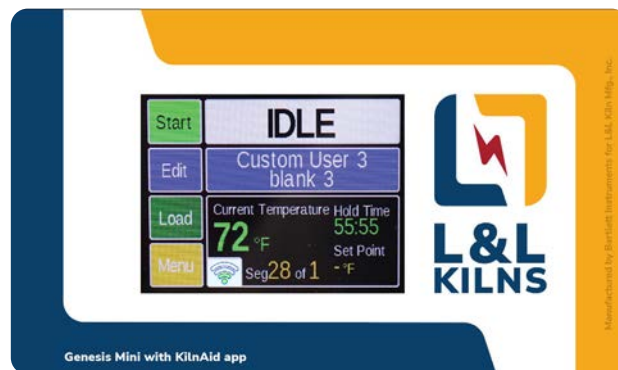 Start
IDLE
Edit
Custom User 3
blank 3
Load
Current Temperature
Hold Time
72 °F
55:55
Set Point
- °F
Menu
Seg 28 of 1
L&L
KILNS
Manufactured by Bartlett Instruments for L&L Kiln Mfg., Inc.
Genesis Mini with KilnAid app